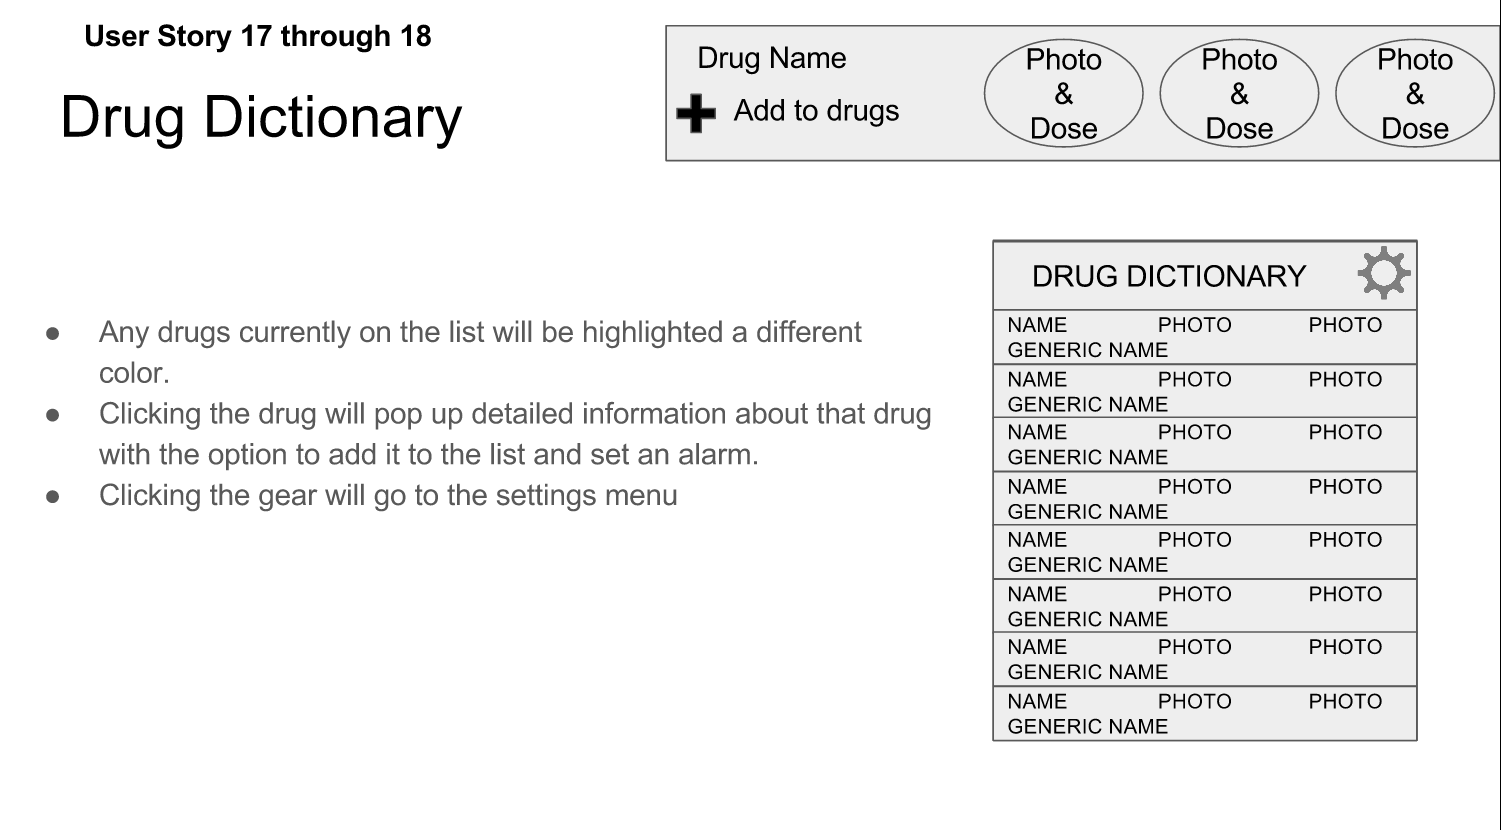 User Story 17 through 18
Drug Dictionary
Drug Name
Add to drugs
Photo
&
Dose
Photo
&
Dose
Photo
&
Dose
● Any drugs currently on the list will be highlighted a different
color.
● Clicking the drug will pop up detailed information about that drug
with the option to add it to the list and set an alarm.
● Clicking the gear will go to the settings menu
DRUG DICTIONARY
NAME PHOTO PHOTO
GENERIC NAME
NAME PHOTO PHOTO
GENERIC NAME
NAME PHOTO PHOTO
GENERIC NAME
NAME PHOTO PHOTO
GENERIC NAME
NAME PHOTO PHOTO
GENERIC NAME
NAME PHOTO PHOTO
GENERIC NAME
NAME PHOTO PHOTO
GENERIC NAME
NAME PHOTO PHOTO
GENERIC NAME